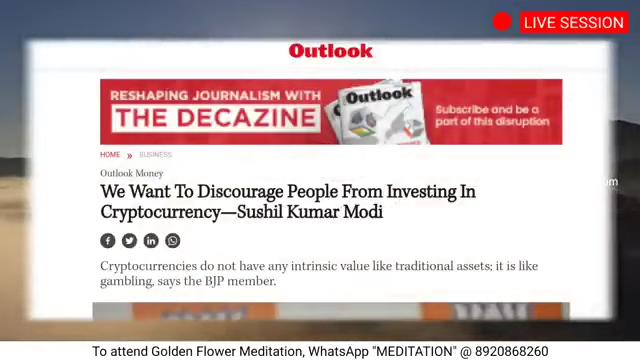 LIVE SESSION
Outlook
RESHAPING JOURNALISM WITH
THE DECAZINE
Outlook
Subscribe and be a
part of this disruption
HOME » BUSINESS
Outlook Money
We Want To Discourage People From Investing In
Cryptocurrency—Sushil Kumar Modi
Cryptocurrencies do not have any intrinsic value like traditional assets; it is like
gambling, says the BJP member.
To attend Golden Flower Meditation, WhatsApp "MEDITATION" @ 8920868260